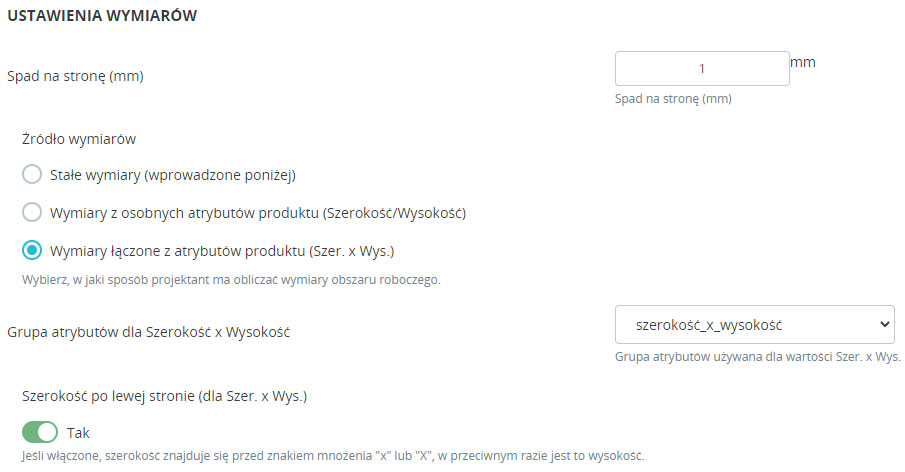 USTAWIENIA WYMIARÓW
Spad na stronę (mm)
1
mm
Spad na stronę (mm)
Źródło wymiarów
Stałe wymiary (wprowadzone poniżej)
Wymiary z osobnych atrybutów produktu (Szerokość/Wysokość)
Wymiary łączone z atrybutów produktu (Szer. x Wys.)
Wybierz, w jaki sposób projektant ma obliczać wymiary obszaru roboczego.
Grupa atrybutów dla Szerokość x Wysokość
szerokość_x_wysokość
Grupa atrybutów używana dla wartości Szer. x Wys.
Szerokość po lewej stronie (dla Szer. x Wys.)
Tak
Jeśli włączone, szerokość znajduje się przed znakiem mnożenia "x" lub "X", w przeciwnym razie jest to wysokość.